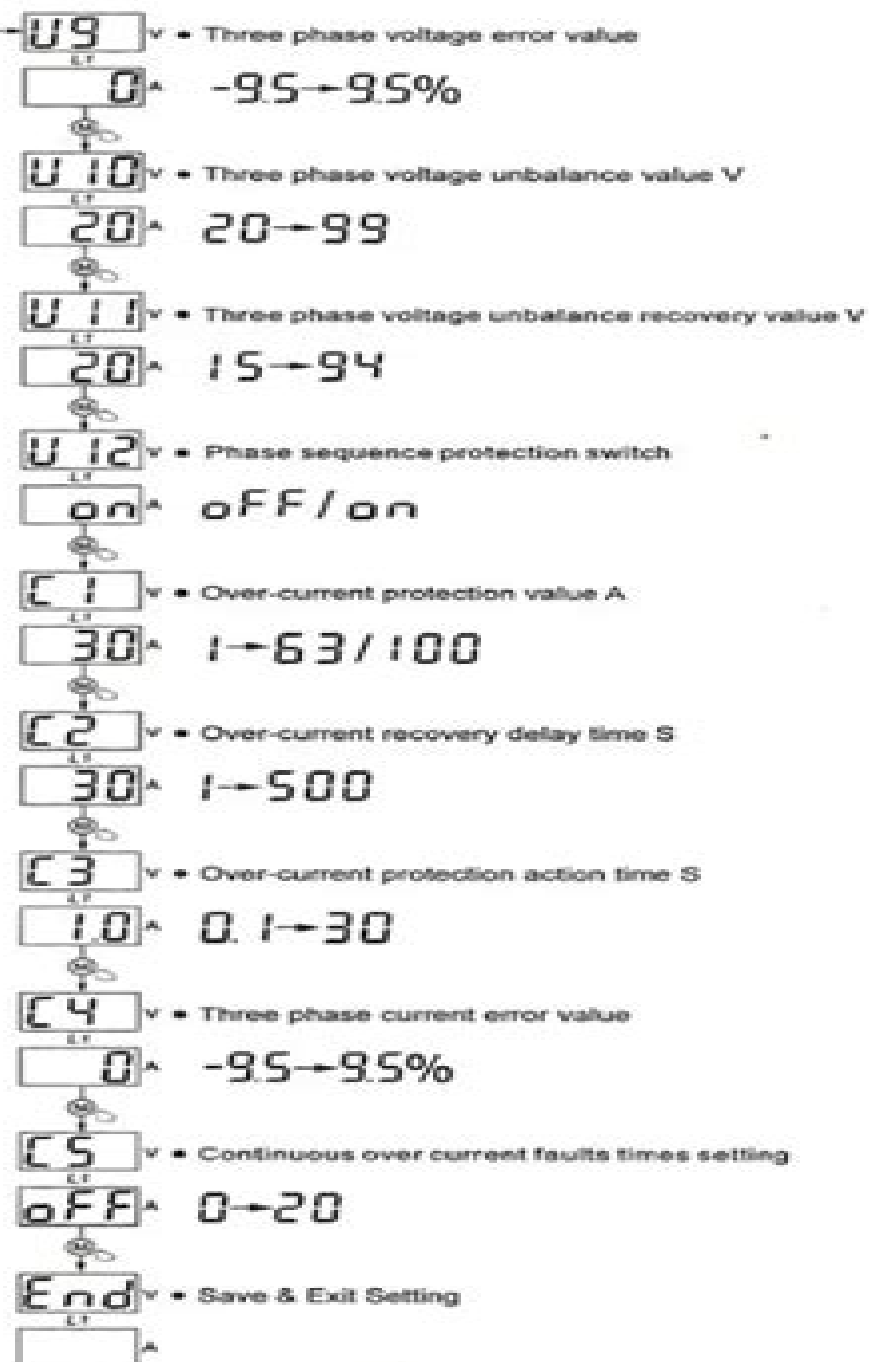 U9 V • Three phase voltage error value
0 A -9.5→9.5%
U10 V • Three phase voltage unbalance value V
20 A 20→99
U11 V • Three phase voltage unbalance recovery value V
20 A 15→94
U12 V • Phase sequence protection switch
on A oFF/on
C1 V • Over-current protection value A
30 A 1→63/100
C2 V • Over-current recovery delay time S
30 A 1→500
C3 V • Over-current protection action time S
1.0 A 0.1→30
C4 V • Three phase current error value
0 A -9.5→9.5%
C5 V • Continuous over current faults times setting
oFF A 0→20
End V • Save & Exit Setting
A